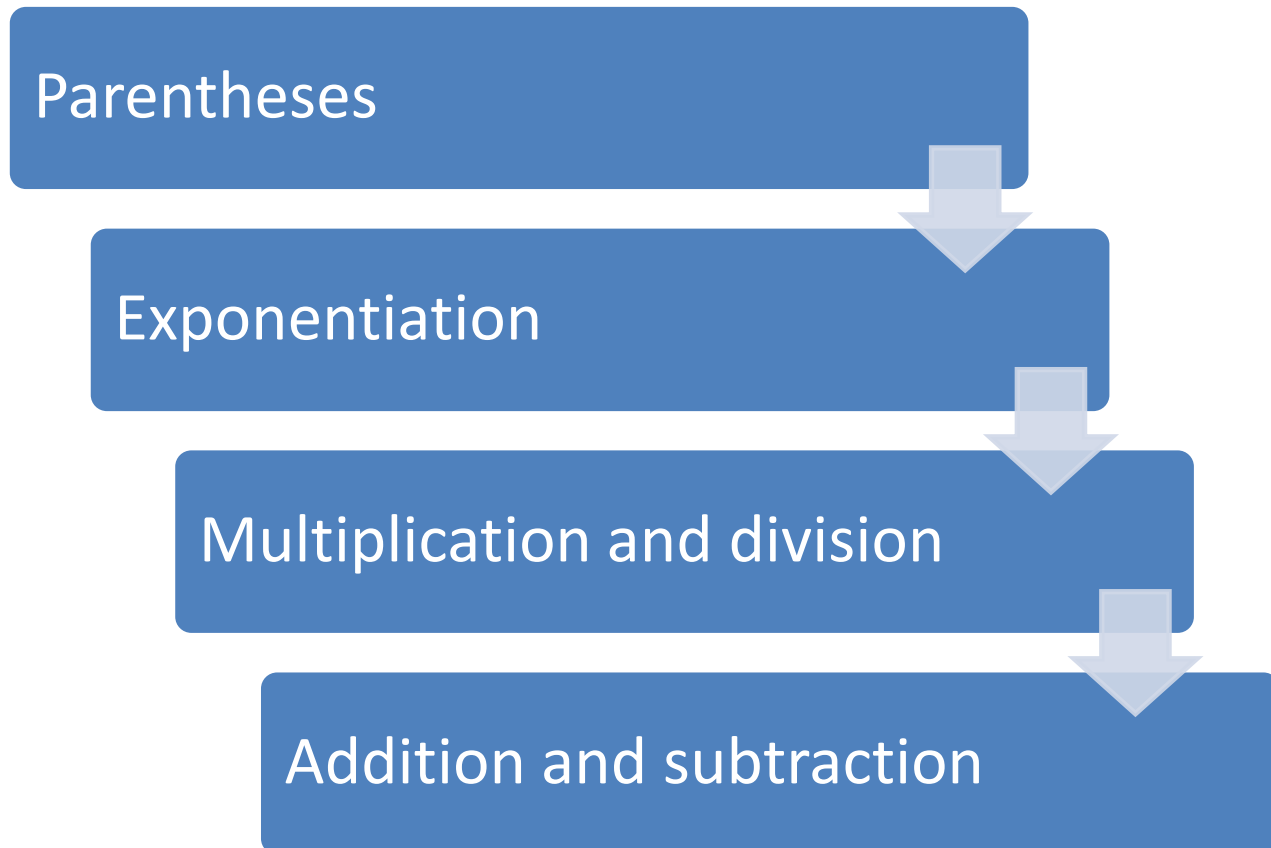 Parentheses
Exponentiation
Multiplication and division
Addition and subtraction